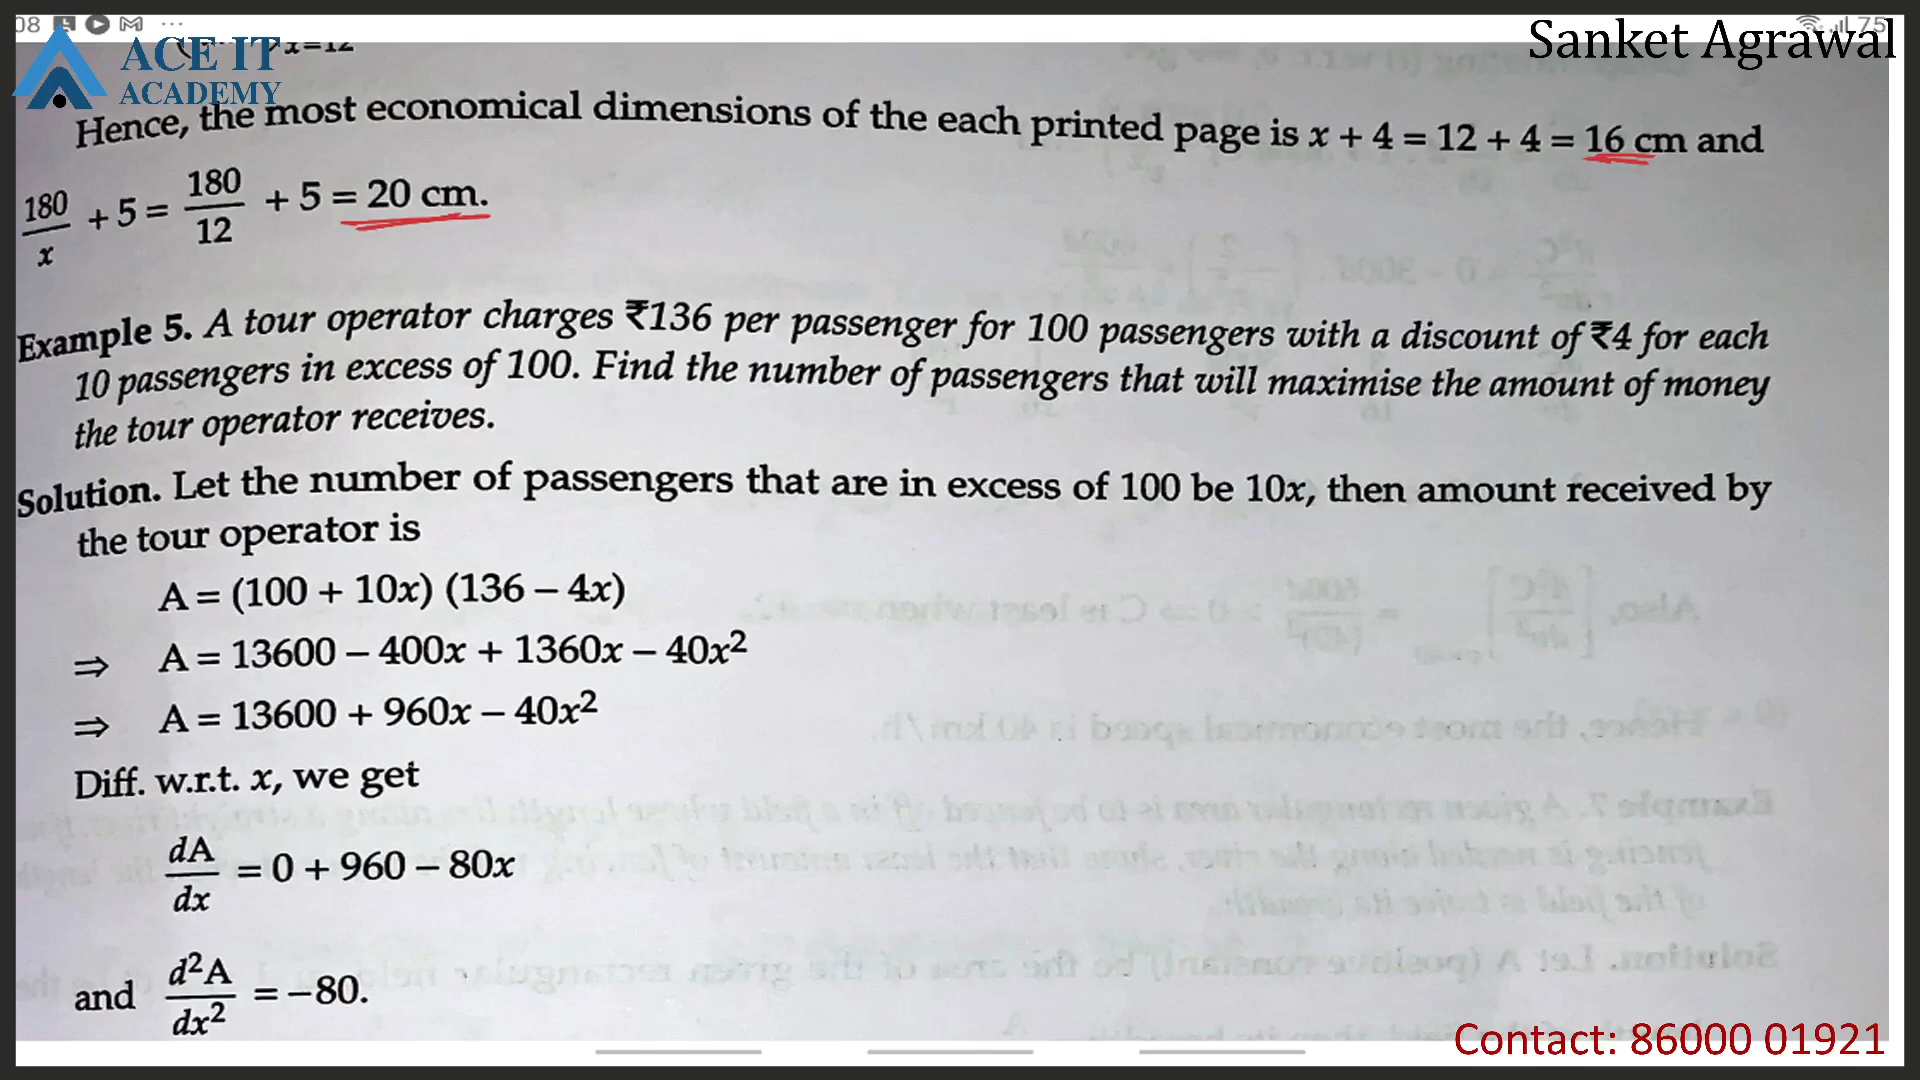 08 ... 75
ACE IT
ACADEMY
Sanket Agrawal
x=12
Hence, the most economical dimensions of the each printed page is x + 4 = 12 + 4 = 16 cm and
180/x + 5 = 180/12 + 5 = 20 cm.
Example 5. A tour operator charges ₹136 per passenger for 100 passengers with a discount of ₹4 for each
10 passengers in excess of 100. Find the number of passengers that will maximise the amount of money
the tour operator receives.
Solution. Let the number of passengers that are in excess of 100 be 10x, then amount received by
the tour operator is
A = (100 + 10x) (136 – 4x)
⇒ A = 13600 – 400x + 1360x – 40x²
⇒ A = 13600 + 960x – 40x²
Diff. w.r.t. x, we get
dA/dx = 0 + 960 – 80x
and d²A/dx² = –80.
Contact: 86000 01921